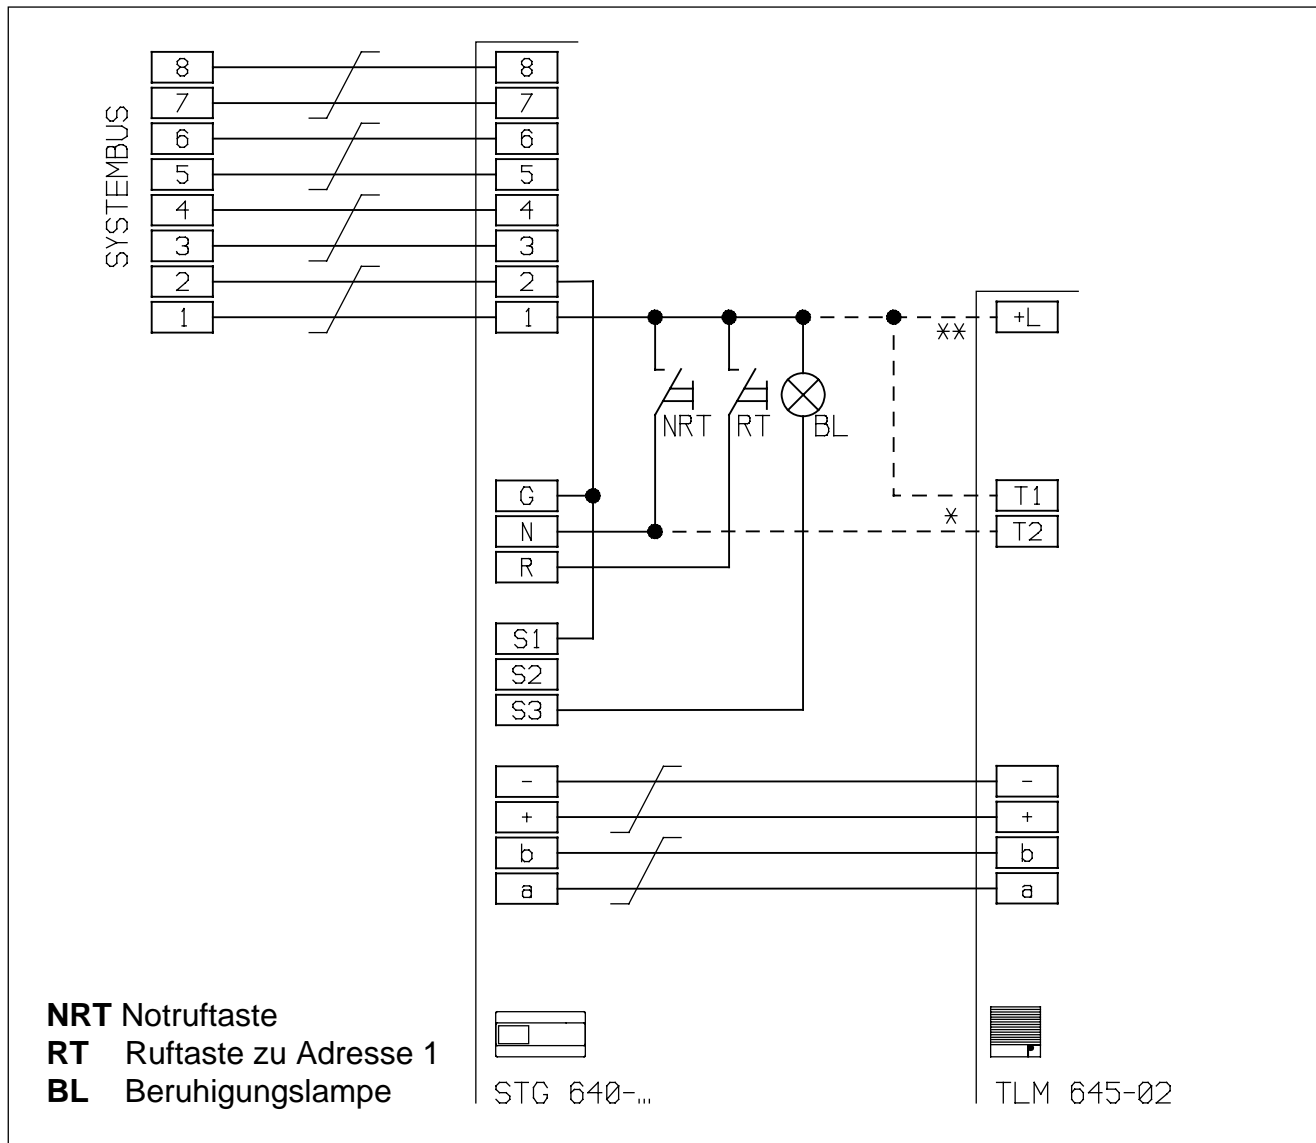 SYSTEMBUS
8 8
7 7
6 6
5 5
4 4
3 3
2 2
1 1 +L
**
NRT RT BL
G T1
*
N T2
R
S1
S2
S3
- -
+ +
b b
a a
NRT Notruftaste
RT Ruftaste zu Adresse 1
BL Beruhigungslampe
STG 640-... TLM 645-02